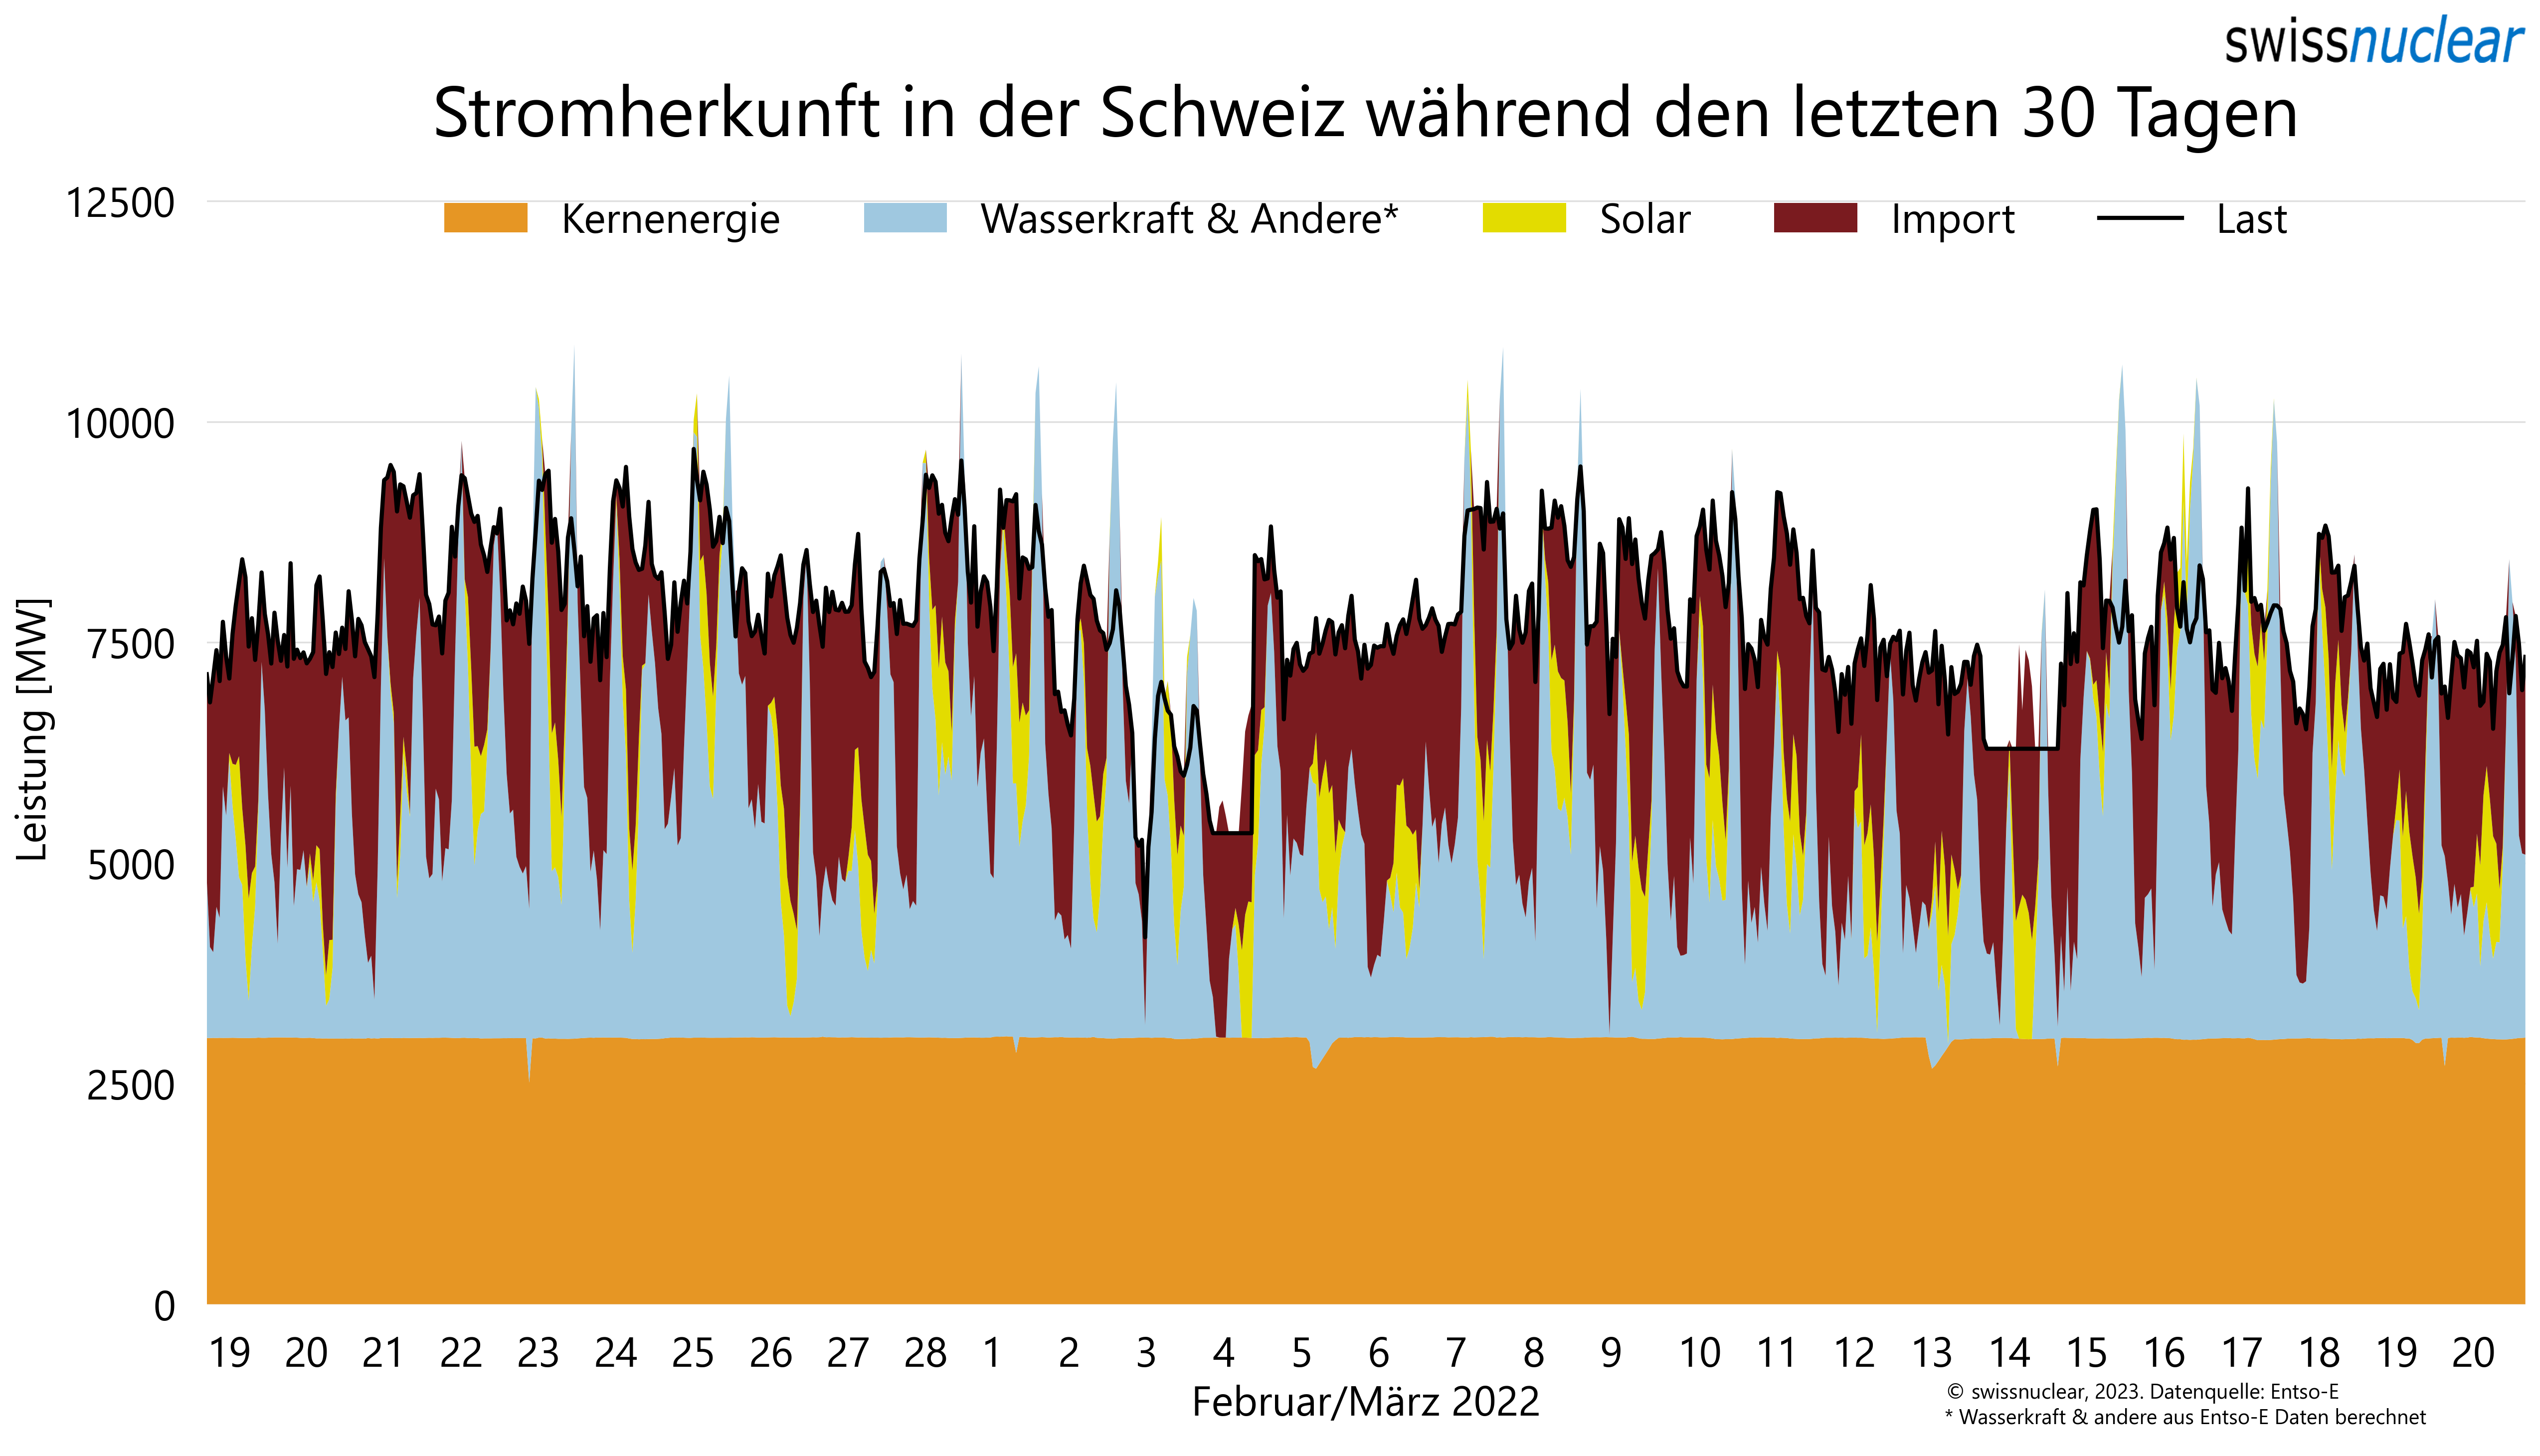 swissnuclear
Stromherkunft in der Schweiz während den letzten 30 Tagen
Kernenergie Wasserkraft & Andere* Solar Import Last
12500
10000
7500
5000
2500
0
Leistung [MW]
19 20 21 22 23 24 25 26 27 28 1 2 3 4 5 6 7 8 9 10 11 12 13 14 15 16 17 18 19 20
Februar/März 2022
© swissnuclear, 2023. Datenquelle: Entso-E
* Wasserkraft & andere aus Entso-E Daten berechnet